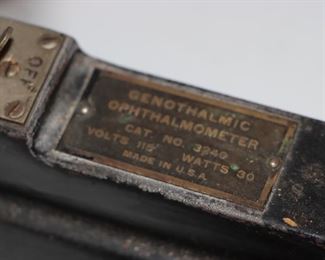 OFF
GENOTHALMIC
OPHTHALMOMETER
CAT. NO. 3240
VOLTS 115 WATTS 30
MADE IN U.S.A.